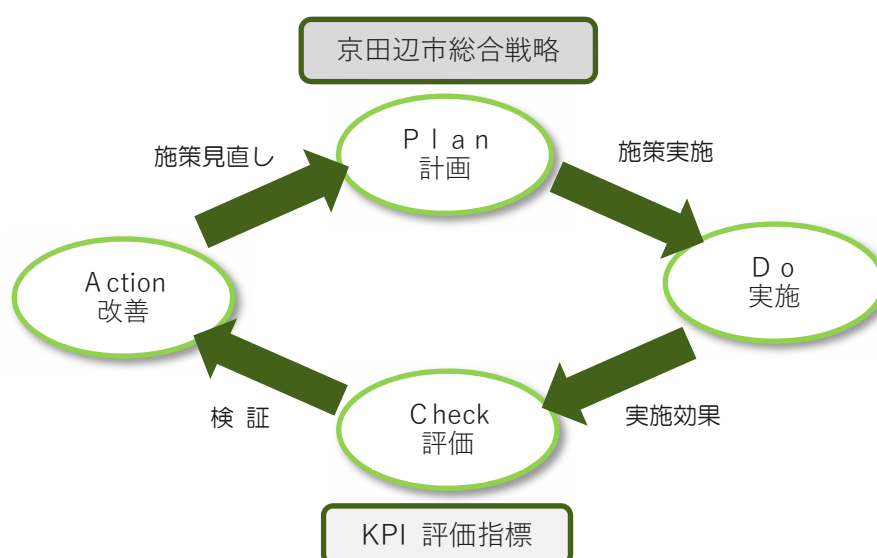 京田辺市総合戦略
Plan
計画
施策見直し
施策実施
Action
改善
Do
実施
Check
評価
検 証
実施効果
KPI 評価指標